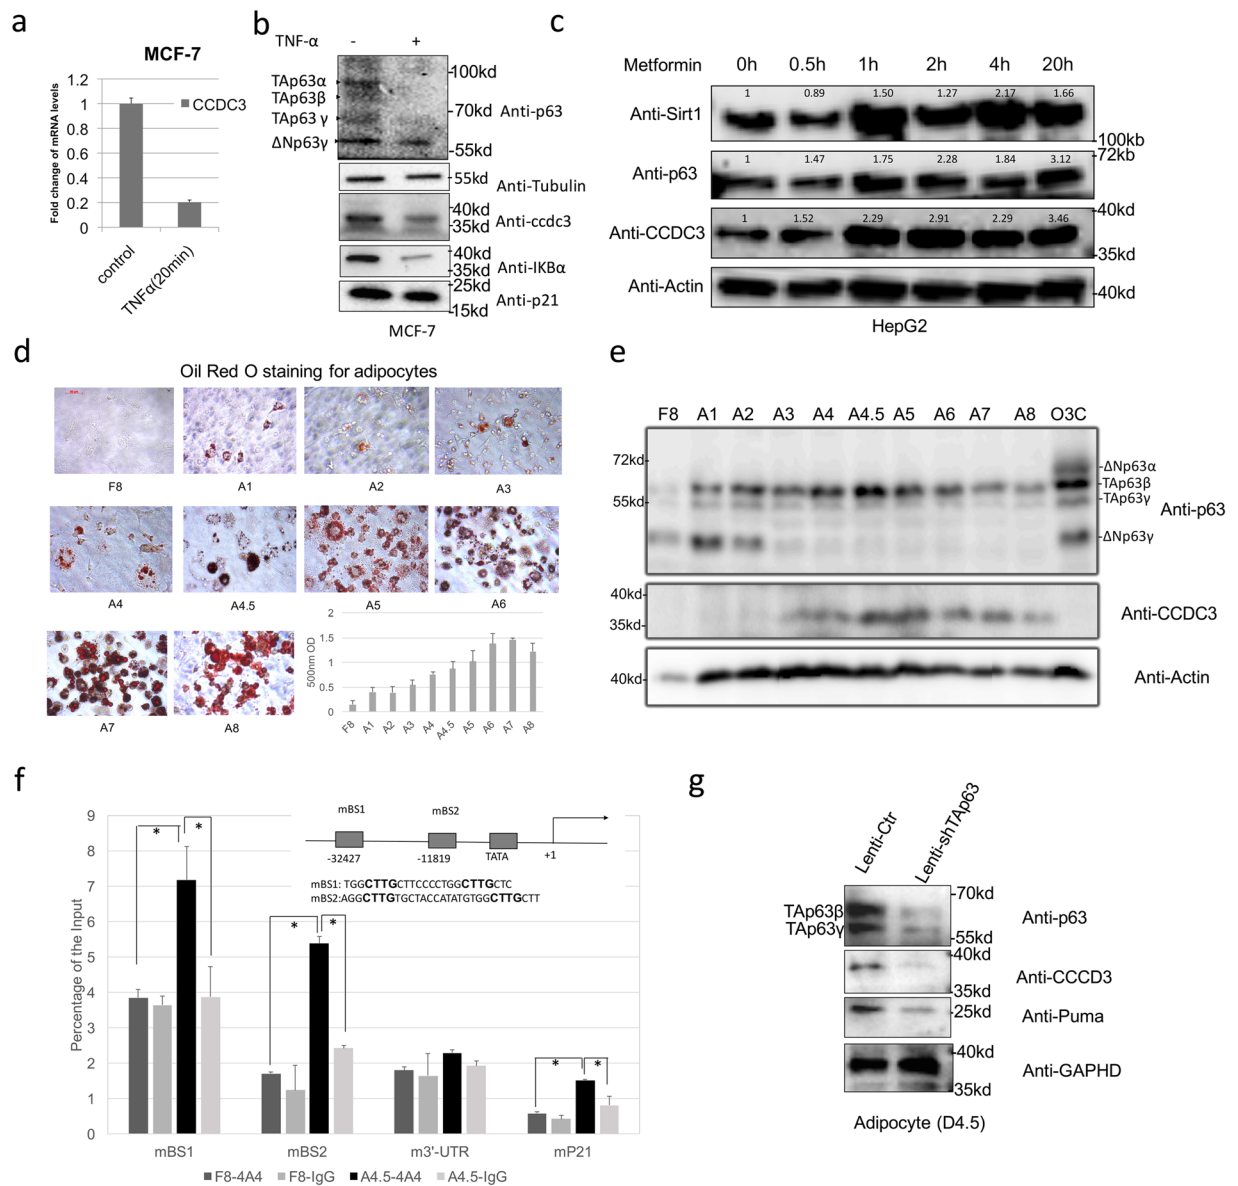 a
MCF-7
Fold change of mRNA levels
1.2
1
0.8
0.6
0.4
0.2
0
CCDC3
control
TNFα(20min)
b
TNF-α - +
TAp63α
TAp63β
TAp63 γ
ΔNp63γ
100kd
70kd
55kd
Anti-p63
55kd
Anti-Tubulin
40kd
35kd
Anti-ccdc3
40kd
35kd
Anti-IKBα
25kd
15kd
Anti-p21
MCF-7
c
Metformin 0h 0.5h 1h 2h 4h 20h
Anti-Sirt1
1 0.89 1.50 1.27 2.17 1.66
100kb
72kb
Anti-p63
1 1.47 1.75 2.28 1.84 3.12
40kd
Anti-CCDC3
1 1.52 2.29 2.91 2.29 3.46
35kd
Anti-Actin
40kd
HepG2
d
Oil Red O staining for adipocytes
F8 A1 A2 A3
A4 A4.5 A5 A6
A7 A8
500nm OD
2
1.5
1
0.5
0
F8 A1 A2 A3 A4 A4.5 A5 A6 A7 A8
e
F8 A1 A2 A3 A4 A4.5 A5 A6 A7 A8 O3C
72kd
55kd
ΔNp63α
TAp63β
TAp63γ
ΔNp63γ
Anti-p63
40kd
35kd
Anti-CCDC3
40kd
Anti-Actin
f
Percentage of the Input
9
8
7
6
5
4
3
2
1
0
* *
* *
* *
mBS1 mBS2
-32427 -11819 TATA +1
mBS1: TGGCTTGCTTCCCCTGGCTTGCTC
mBS2:AGGCTTGTGCTACCATATGTGGCTTGCTT
mBS1 mBS2 m3'-UTR mP21
F8-4A4 F8-IgG A4.5-4A4 A4.5-IgG
g
Lenti-Ctr
Lenti-shTAp63
TAp63β
TAp63γ
70kd
55kd
Anti-p63
40kd
35kd
Anti-CCCD3
25kd
Anti-Puma
40kd
35kd
Anti-GAPHD
Adipocyte (D4.5)